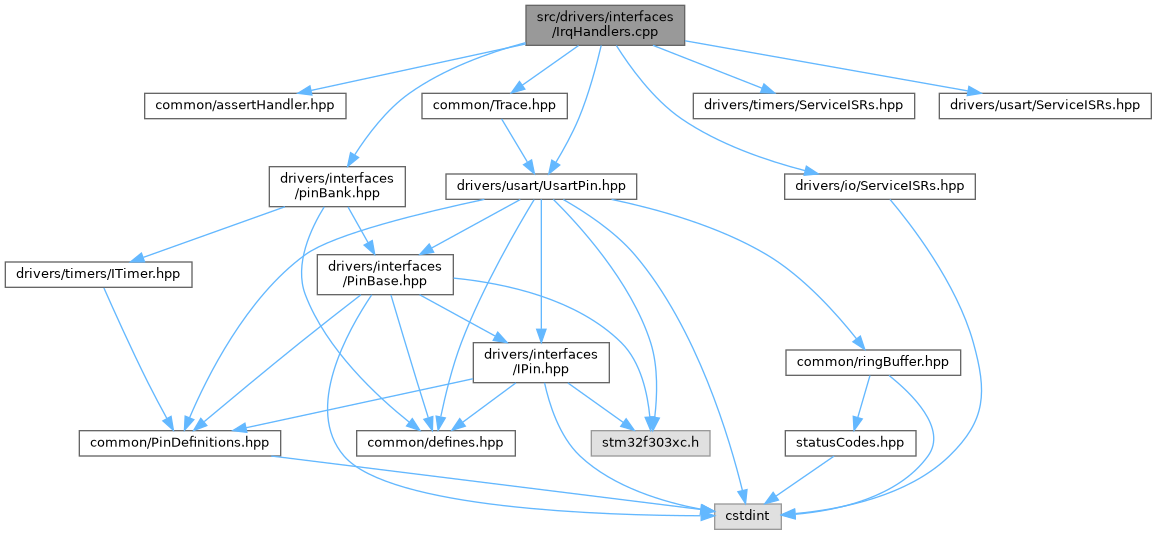 src/drivers/interfaces
/IrqHandlers.cpp
common/assertHandler.hpp
common/Trace.hpp
drivers/timers/ServiceISRs.hpp
drivers/usart/ServiceISRs.hpp
drivers/interfaces
/pinBank.hpp
drivers/usart/UsartPin.hpp
drivers/io/ServiceISRs.hpp
drivers/timers/ITimer.hpp
drivers/interfaces
/PinBase.hpp
drivers/interfaces
/IPin.hpp
common/ringBuffer.hpp
common/PinDefinitions.hpp
common/defines.hpp
stm32f303xc.h
statusCodes.hpp
cstdint